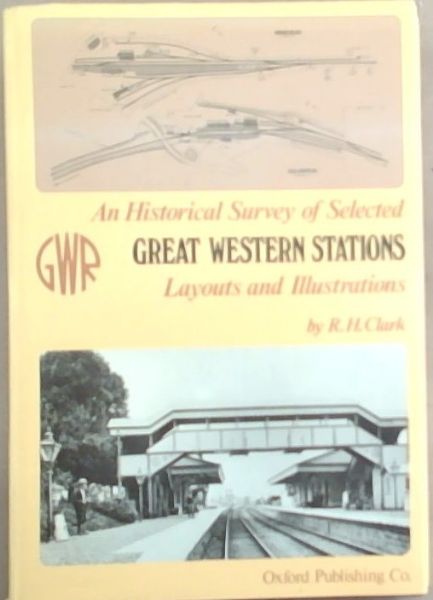 An Historical Survey of Selected
GWR
GREAT WESTERN STATIONS
Layouts and Illustrations
by R.H.Clark
Oxford Publishing Co.